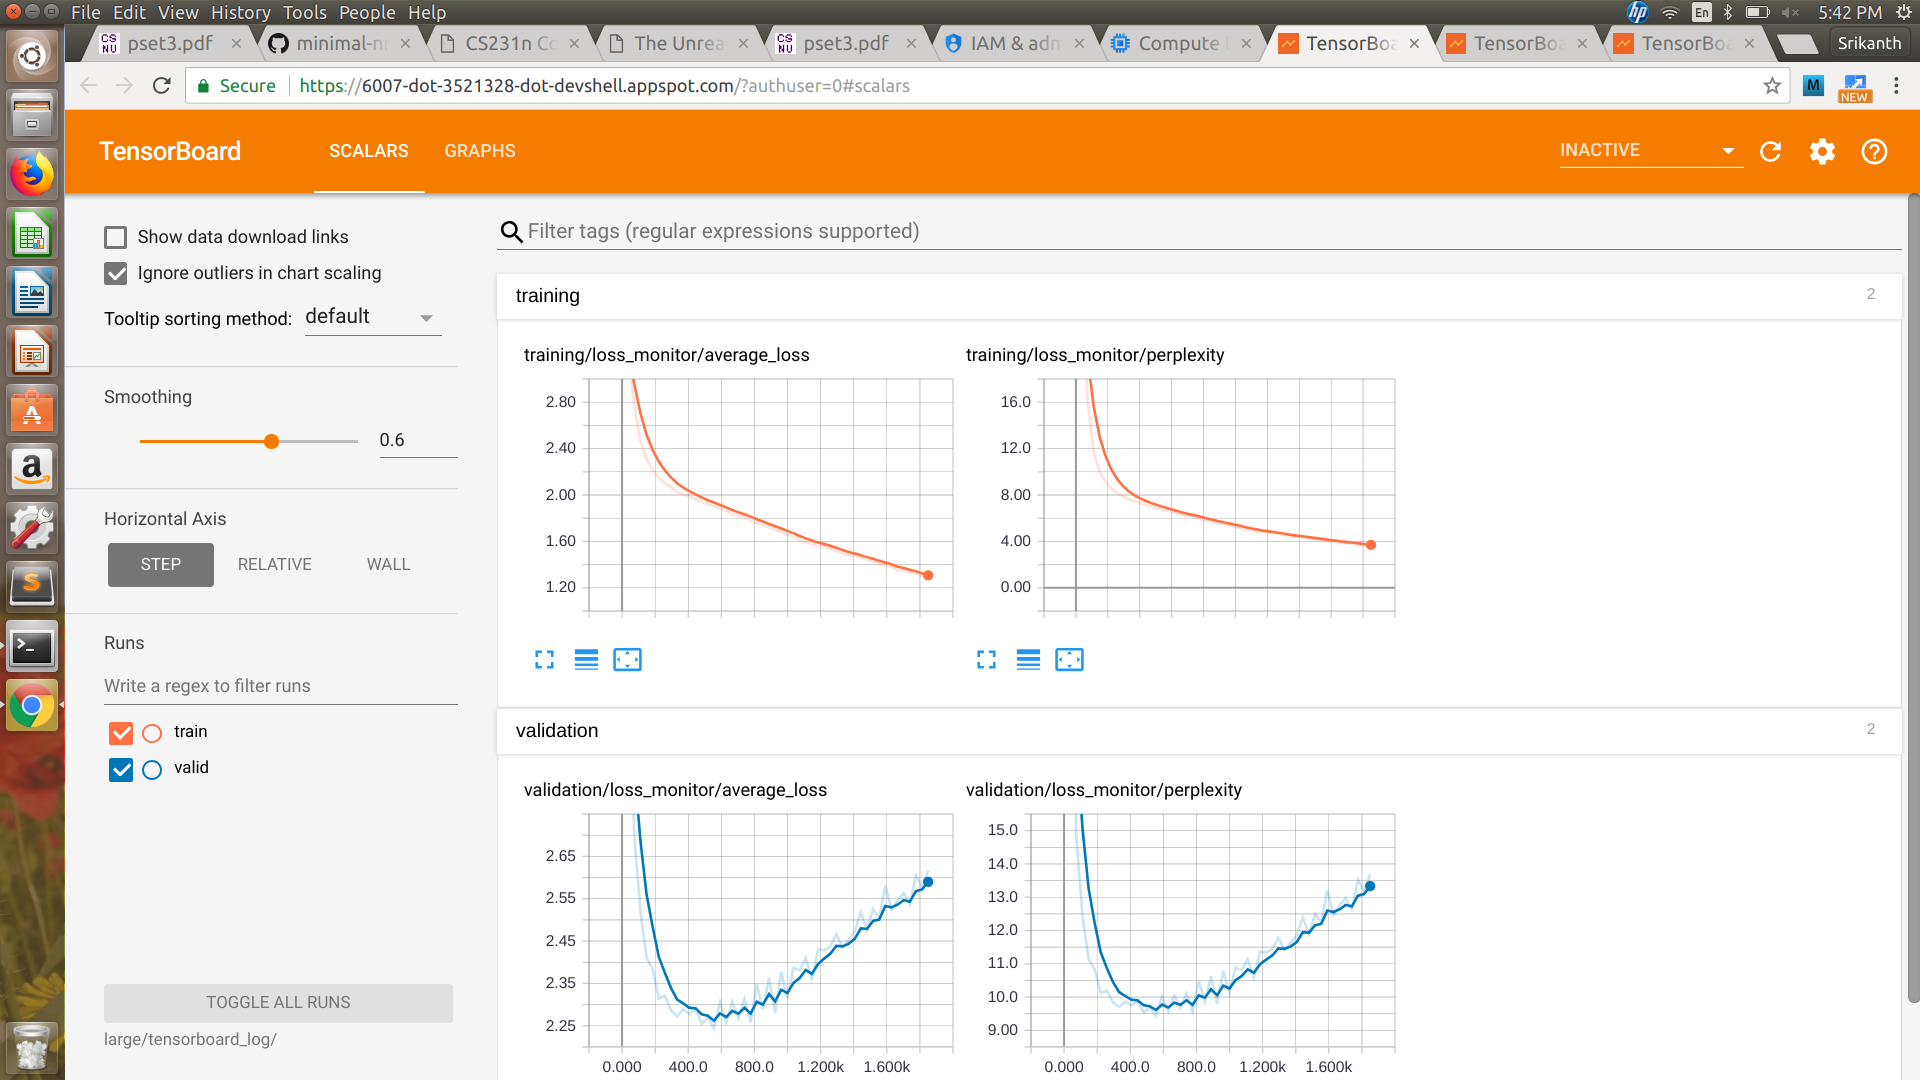 File Edit View History Tools People Help
En 5:42 PM
pset3.pdf minimal-n CS231n Co The Unrea pset3.pdf IAM & adm Compute TensorBoa TensorBoa TensorBoa Srikanth
Secure https://6007-dot-3521328-dot-devshell.appspot.com/?authuser=0#scalars
M NEW
TensorBoard SCALARS GRAPHS INACTIVE
Show data download links
Ignore outliers in chart scaling
Tooltip sorting method: default
Smoothing
0.6
Horizontal Axis
STEP RELATIVE WALL
Runs
Write a regex to filter runs
train
valid
TOGGLE ALL RUNS
large/tensorboard_log/
Filter tags (regular expressions supported)
training 2
training/loss_monitor/average_loss
2.80
2.40
2.00
1.60
1.20
training/loss_monitor/perplexity
16.0
12.0
8.00
4.00
0.00
validation 2
validation/loss_monitor/average_loss
2.65
2.55
2.45
2.35
2.25
0.000 400.0 800.0 1.200k 1.600k
validation/loss_monitor/perplexity
15.0
14.0
13.0
12.0
11.0
10.0
9.00
0.000 400.0 800.0 1.200k 1.600k